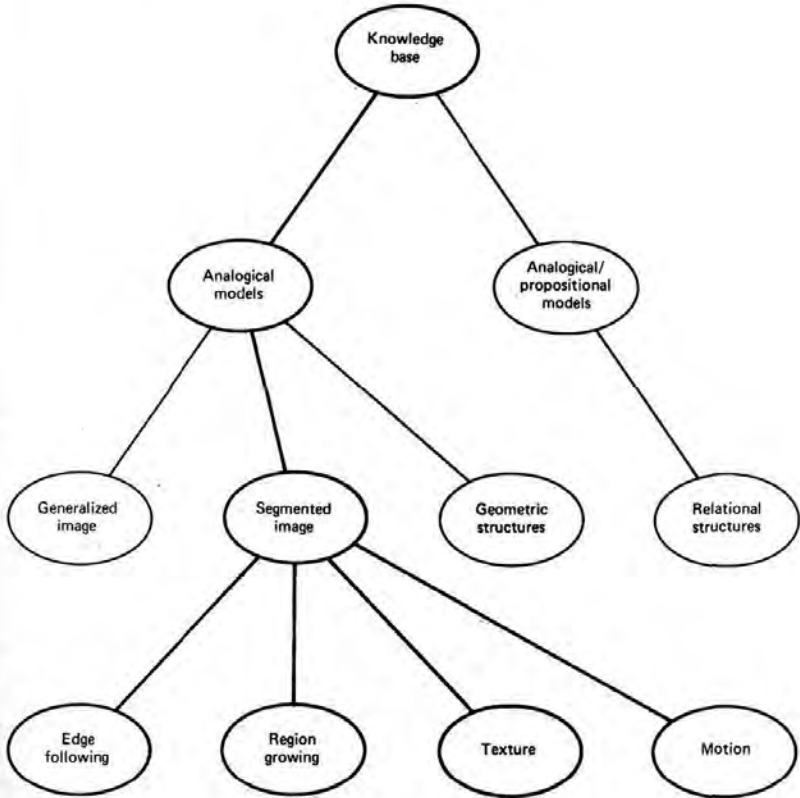 Knowledge
base
Analogical
models
Analogical/
propositional
models
Generalized
image
Segmented
image
Geometric
structures
Relational
structures
Edge
following
Region
growing
Texture
Motion